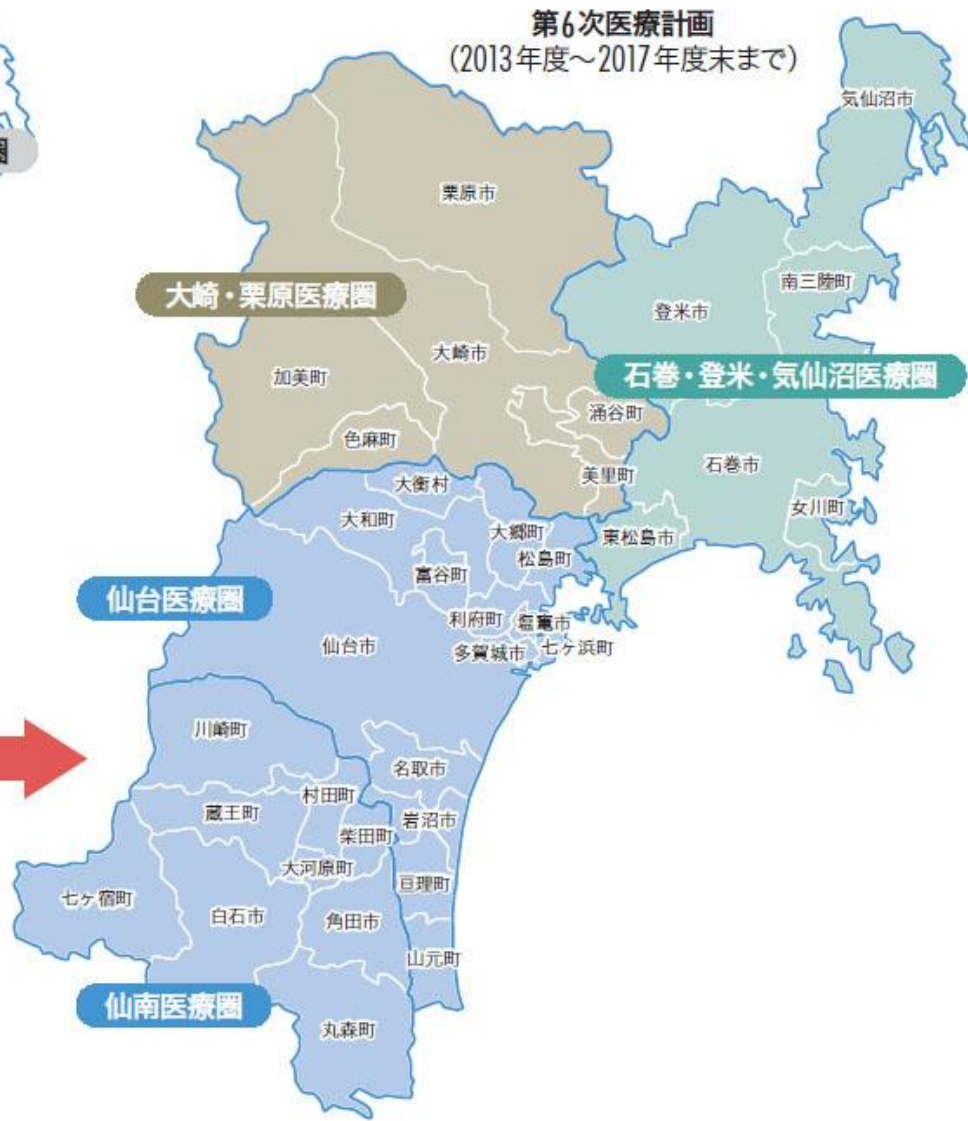 第6次医療計画
(2013年度〜2017年度末まで)
圏
気仙沼市
栗原市
南三陸町
大崎・栗原医療圏
登米市
大崎市
加美町
石巻・登米・気仙沼医療圏
涌谷町
色麻町
石巻市
美里町
大衡村
女川町
大和町
大郷町
東松島市
松島町
富谷町
仙台医療圏
利府町
塩竃市
仙台市
多賀城市
七ヶ浜町
川崎町
名取市
村田町
蔵王町
岩沼市
柴田町
大河原町
亘理町
七ヶ宿町
白石市
角田市
山元町
仙南医療圏
丸森町